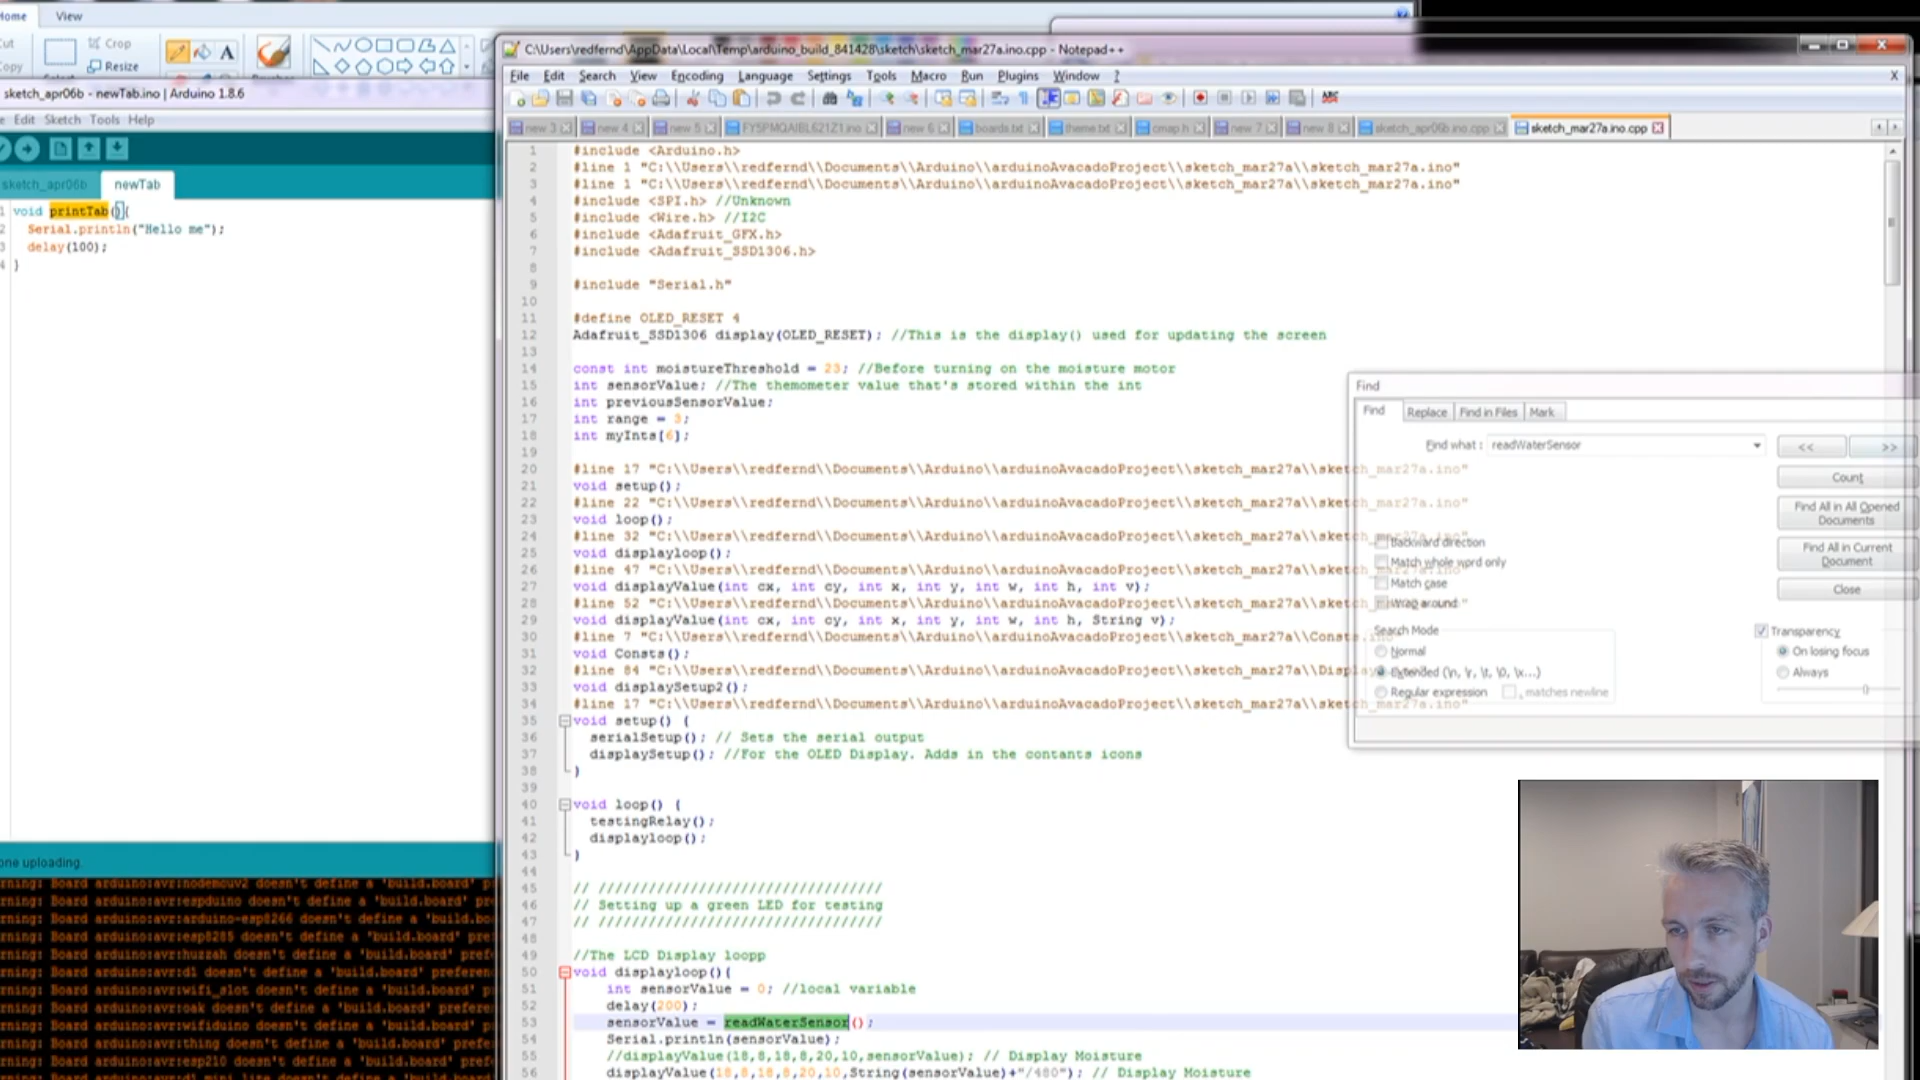 Home View
Cut
Copy
Crop
Resize
sketch_apr06b - newTab.ino | Arduino 1.8.6
Edit Sketch Tools Help
sketch_apr06b newTab
1 void printTab(){
2 Serial.println("Hello me");
3 delay(100);
4 }
one uploading.
rning: Board arduino:avr:nodemcuv2 doesn't define a 'build.board' pre
rning: Board arduino:avr:espduino doesn't define a 'build.board' pref
rning: Board arduino:avr:arduino-esp8266 doesn't define a 'build.boa
rning: Board arduino:avr:esp8285 doesn't define a 'build.board' prefe
rning: Board arduino:avr:huzzah doesn't define a 'build.board' prefe
rning: Board arduino:avr:d1 doesn't define a 'build.board' preferenc
rning: Board arduino:avr:wifi_slot doesn't define a 'build.board' pr
rning: Board arduino:avr:oak doesn't define a 'build.board' preferen
rning: Board arduino:avr:wifiduino doesn't define a 'build.board' pr
rning: Board arduino:avr:thing doesn't define a 'build.board' prefer
rning: Board arduino:avr:esp210 doesn't define a 'build.board' prefe
C:\Users\redfernd\AppData\Local\Temp\arduino_build_841428\sketch\sketch_mar27a.ino.cpp - Notepad++
File Edit Search View Encoding Language Settings Tools Macro Run Plugins Window ? X
new 3 new 4 new 5 FY5PMQAIBL621Z1.ino new 6 boards.txt theme.txt cmap.h new 7 new 8 sketch_apr06b.ino.cpp sketch_mar27a.ino.cpp
1 #include <Arduino.h>
2 #line 1 "C:\\Users\\redfernd\\Documents\\Arduino\\arduinoAvacadoProject\\sketch_mar27a\\sketch_mar27a.ino"
3 #line 1 "C:\\Users\\redfernd\\Documents\\Arduino\\arduinoAvacadoProject\\sketch_mar27a\\sketch_mar27a.ino"
4 #include <SPI.h> //Unknown
5 #include <Wire.h> //I2C
6 #include <Adafruit_GFX.h>
7 #include <Adafruit_SSD1306.h>
8
9 #include "Serial.h"
10
11 #define OLED_RESET 4
12 Adafruit_SSD1306 display(OLED_RESET); //This is the display() used for updating the screen
13
14 const int moistureThreshold = 23; //Before turning on the moisture motor
15 int sensorValue; //The themometer value that's stored within the int
16 int previousSensorValue;
17 int range = 3;
18 int myInts[6];
19
20 #line 17 "C:\\Users\\redfernd\\Documents\\Arduino\\arduinoAvacadoProject\\sketch_mar27a\\sketch_mar27a.ino"
21 void setup();
22 #line 22 "C:\\Users\\redfernd\\Documents\\Arduino\\arduinoAvacadoProject\\sketch_mar27a\\sketch_mar27a.ino"
23 void loop();
24 #line 32 "C:\\Users\\redfernd\\Documents\\Arduino\\arduinoAvacadoProject\\sketch_mar27a\\sketch_mar27a.ino"
25 void displayloop();
26 #line 47 "C:\\Users\\redfernd\\Documents\\Arduino\\arduinoAvacadoProject\\sketch_mar27a\\sketch
27 void displayValue(int cx, int cy, int x, int y, int w, int h, int v);
28 #line 52 "C:\\Users\\redfernd\\Documents\\Arduino\\arduinoAvacadoProject\\sketch_mar27a\\sketch
29 void displayValue(int cx, int cy, int x, int y, int w, int h, String v);
30 #line 7 "C:\\Users\\redfernd\\Documents\\Arduino\\arduinoAvacadoProject\\sketch_mar27a\\Consts.ino"
31 void Consts();
32 #line 84 "C:\\Users\\redfernd\\Documents\\Arduino\\arduinoAvacadoProject\\sketch_mar27a\\Displ
33 void displaySetup2();
34 #line 17 "C:\\Users\\redfernd\\Documents\\Arduino\\arduinoAvacadoProject\\sketch_mar27a\\sketch_mar27a.ino"
35 void setup() {
36 serialSetup(); // Sets the serial output
37 displaySetup(); //For the OLED Display. Adds in the contants icons
38 }
39
40 void loop() {
41 testingRelay();
42 displayloop();
43 }
44
45 // //////////////////////////////////
46 // Setting up a green LED for testing
47 // //////////////////////////////////
48
49 //The LCD Display loopp
50 void displayloop(){
51 int sensorValue = 0; //local variable
52 delay(200);
53 sensorValue = readWaterSensor();
54 Serial.println(sensorValue);
55 //displayValue(18,8,18,8,20,10,sensorValue); // Display Moisture
56 displayValue(18,8,18,8,20,10,String(sensorValue)+"/480"); // Display Moisture
Find
Find Replace Find in Files Mark
Find what : readWaterSensor
<< >>
Count
Find All in All Opened Documents
Find All in Current Document
Close
Backward direction
Match whole word only
Match case
Wrap around
Search Mode
Normal
Extended (\n, \r, \t, \0, \x...)
Regular expression . matches newline
Transparency
On losing focus
Always